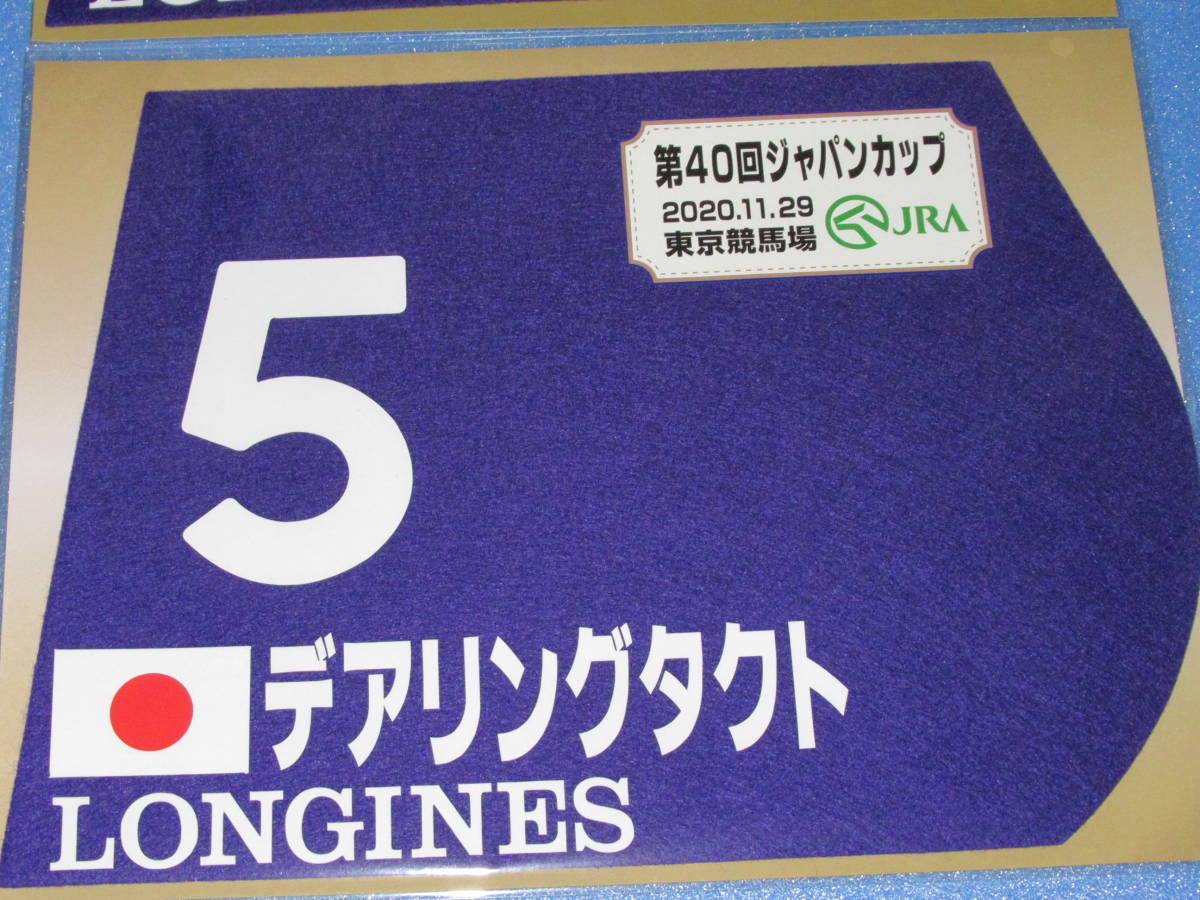 第40回ジャパンカップ
2020.11.29
東京競馬場
JRA
5
デアリングタクト
LONGINES